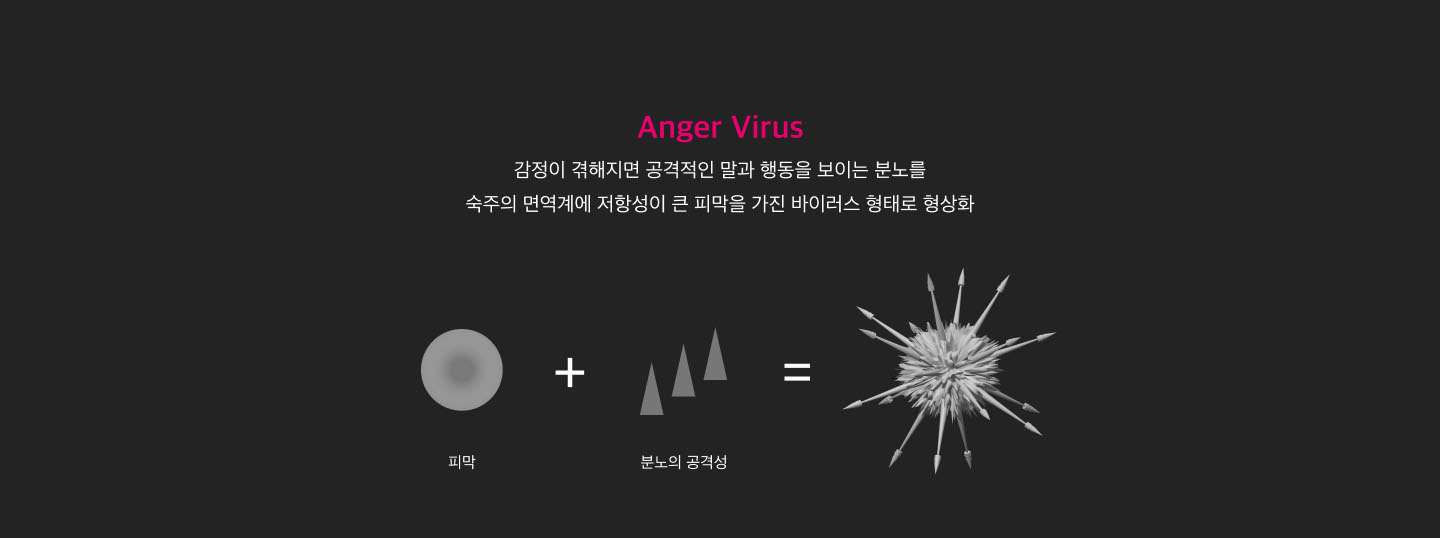 Anger Virus
감정이 겪해지면 공격적인 말과 행동을 보이는 분노를
숙주의 면역계에 저항성이 큰 피막을 가진 바이러스 형태로 형상화
+
=
피막
분노의 공격성